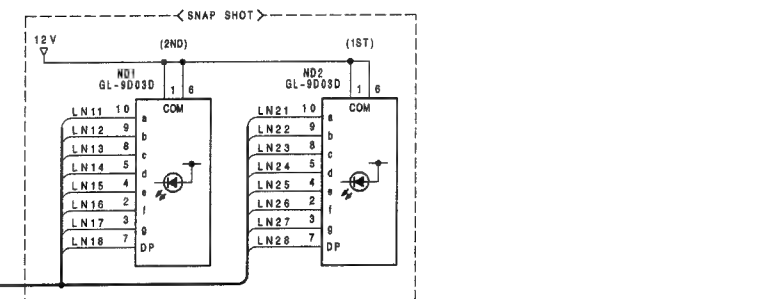 SNAP SHOT
12V
(2ND)
(1ST)
ND1
GL-9D03D
ND2
GL-9D03D
1 6
1 6
COM
COM
LN11 10 a
LN12 9 b
LN13 8 c
LN14 5 d
LN15 4 e
LN16 2 f
LN17 3 g
LN18 7 DP
LN21 10 a
LN22 9 b
LN23 8 c
LN24 5 d
LN25 4 e
LN26 2 f
LN27 3 g
LN28 7 DP